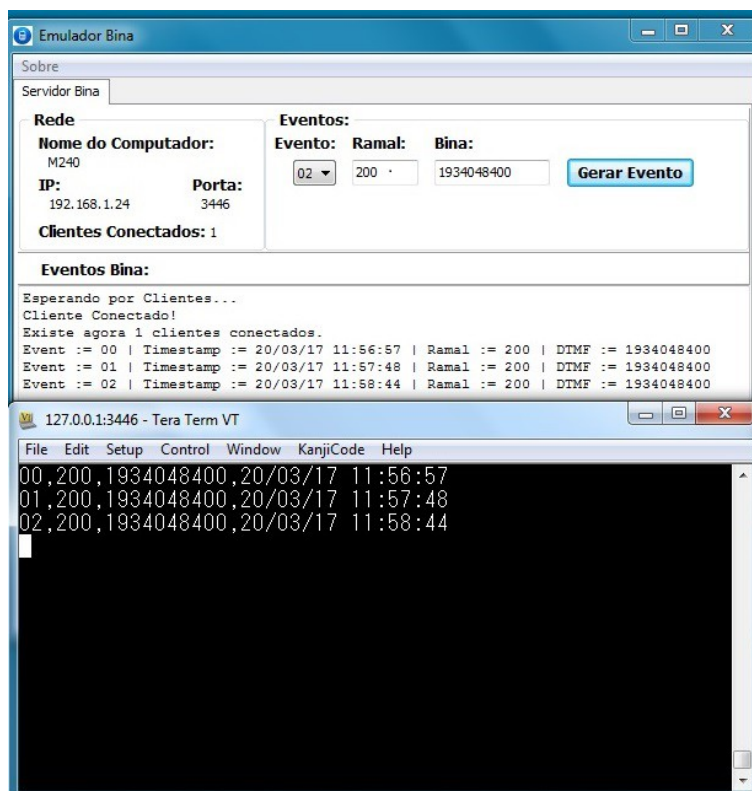 Emulador Bina
Sobre
Servidor Bina
Rede
Nome do Computador:
M240
IP: Porta:
192.168.1.24 3446
Clientes Conectados: 1
Eventos:
Evento: Ramal: Bina:
02 200 1934048400 Gerar Evento
Eventos Bina:
Esperando por Clientes...
Cliente Conectado!
Existe agora 1 clientes conectados.
Event := 00 | Timestamp := 20/03/17 11:56:57 | Ramal := 200 | DTMF := 1934048400
Event := 01 | Timestamp := 20/03/17 11:57:48 | Ramal := 200 | DTMF := 1934048400
Event := 02 | Timestamp := 20/03/17 11:58:44 | Ramal := 200 | DTMF := 1934048400
127.0.0.1:3446 - Tera Term VT
File Edit Setup Control Window KanjiCode Help
00,200,1934048400,20/03/17 11:56:57
01,200,1934048400,20/03/17 11:57:48
02,200,1934048400,20/03/17 11:58:44